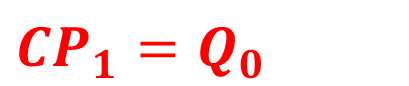 CP₁ = Q₀